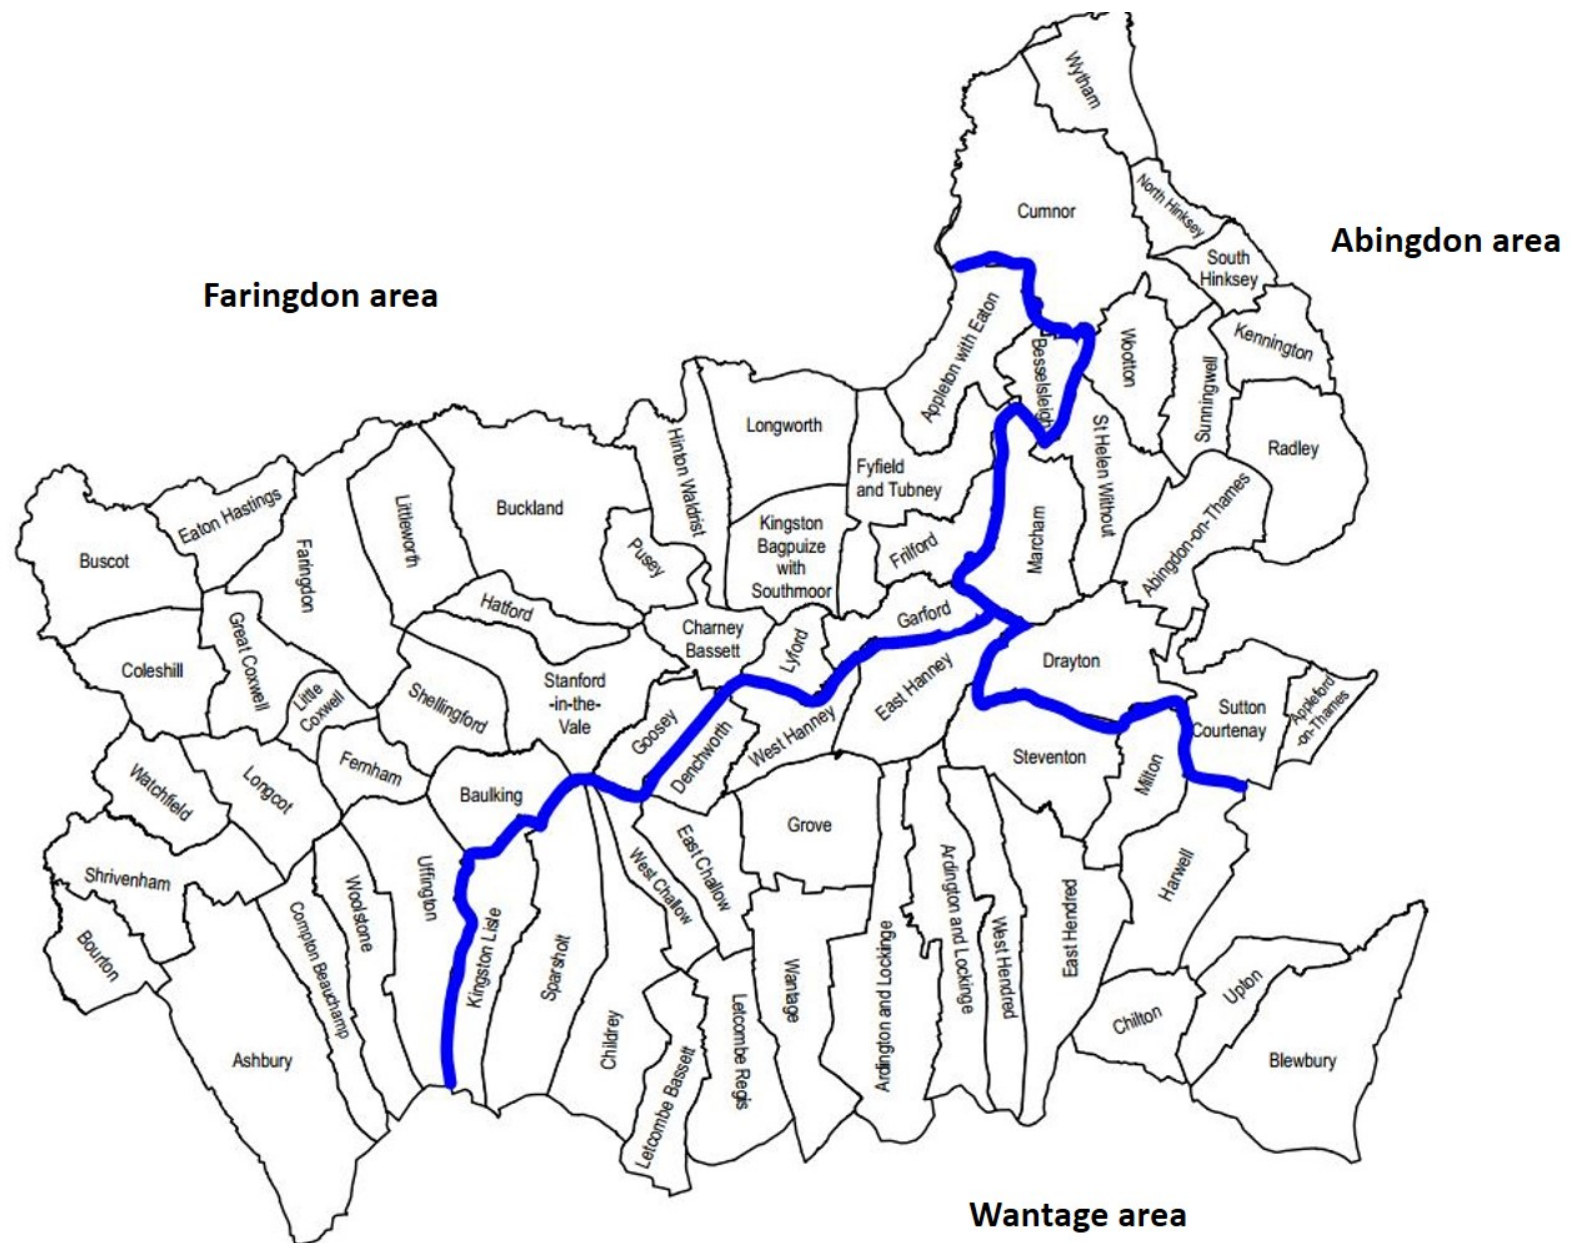 Wytham
Cumnor
North Hinksey
Abingdon area
South
Hinksey
Faringdon area
Appleton with Eaton
Besselsleigh
Wootton
Kennington
Sunningwell
Longworth
Hinton Waldrist
St Helen Without
Radley
Fyfield
and Tubney
Eaton Hastings
Littleworth
Buckland
Kingston
Bagpuize
with
Southmoor
Marcham
Abingdon-on-Thames
Buscot
Faringdon
Pusey
Frilford
Hatford
Garford
Great Coxwell
Charney
Bassett
Lyford
Coleshill
Drayton
Little
Coxwell
Shellingford
Stanford
-in-the-
Vale
East Hanney
Sutton
Courtenay
Appleford
-on-Thames
Goosey
Denchworth
West Hanney
Steventon
Milton
Watchfield
Longcot
Fernham
Baulking
Grove
Shrivenham
Uffington
West Challow
East Challow
Harwell
Bourton
Compton Beauchamp
Woolstone
Kingston Lisle
Sparsholt
Wantage
Ardington and Lockinge
Ardington and Lockinge
West Hendred
East Hendred
Ashbury
Childrey
Letcombe Bassett
Letcombe Regis
Chilton
Upton
Blewbury
Wantage area